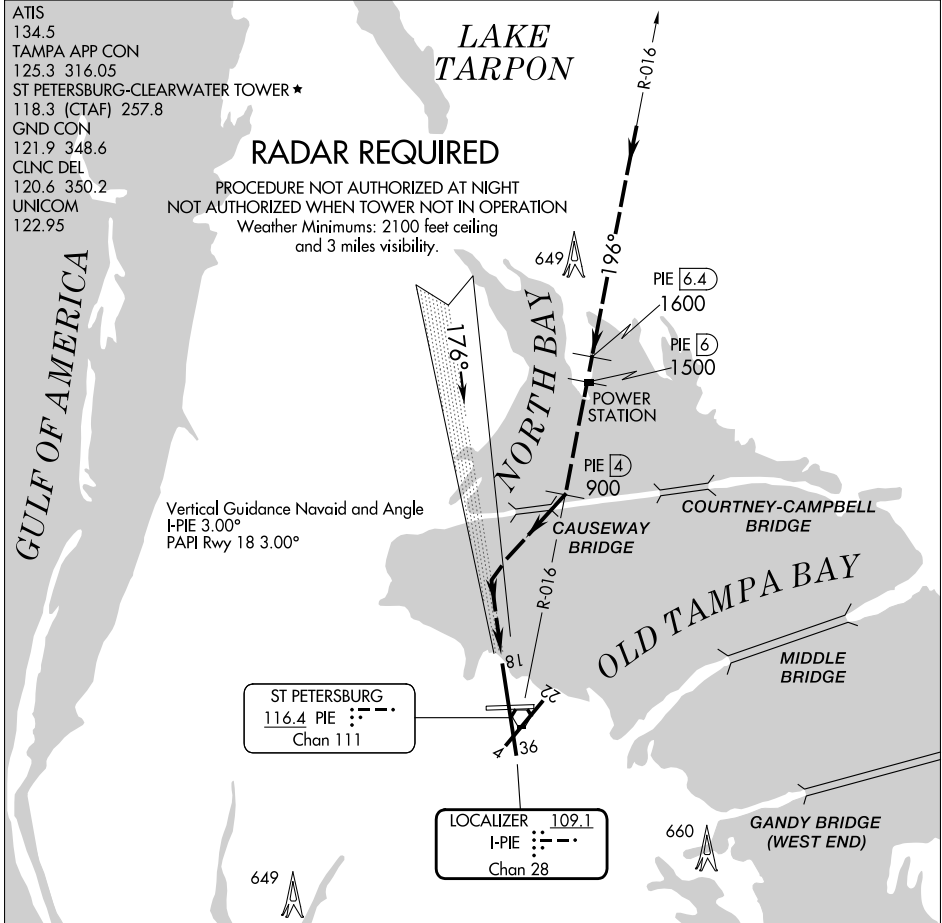 ATIS
134.5
TAMPA APP CON
125.3 316.05
ST PETERSBURG-CLEARWATER TOWER★
118.3 (CTAF) 257.8
GND CON
121.9 348.6
CLNC DEL
120.6 350.2
UNICOM
122.95
LAKE
TARPON
R-016
RADAR REQUIRED
PROCEDURE NOT AUTHORIZED AT NIGHT
NOT AUTHORIZED WHEN TOWER NOT IN OPERATION
Weather Minimums: 2100 feet ceiling
and 3 miles visibility.
649
196°
PIE 6.4
1600
PIE 6
1500
POWER
STATION
176°
NORTH BAY
GULF OF AMERICA
PIE 4
900
COURTNEY-CAMPBELL
BRIDGE
CAUSEWAY
BRIDGE
Vertical Guidance Navaid and Angle
I-PIE 3.00°
PAPI Rwy 18 3.00°
R-016
OLD TAMPA BAY
MIDDLE
BRIDGE
18
22
4
36
ST PETERSBURG
116.4 PIE
Chan 111
LOCALIZER 109.1
I-PIE
Chan 28
660
GANDY BRIDGE
(WEST END)
649